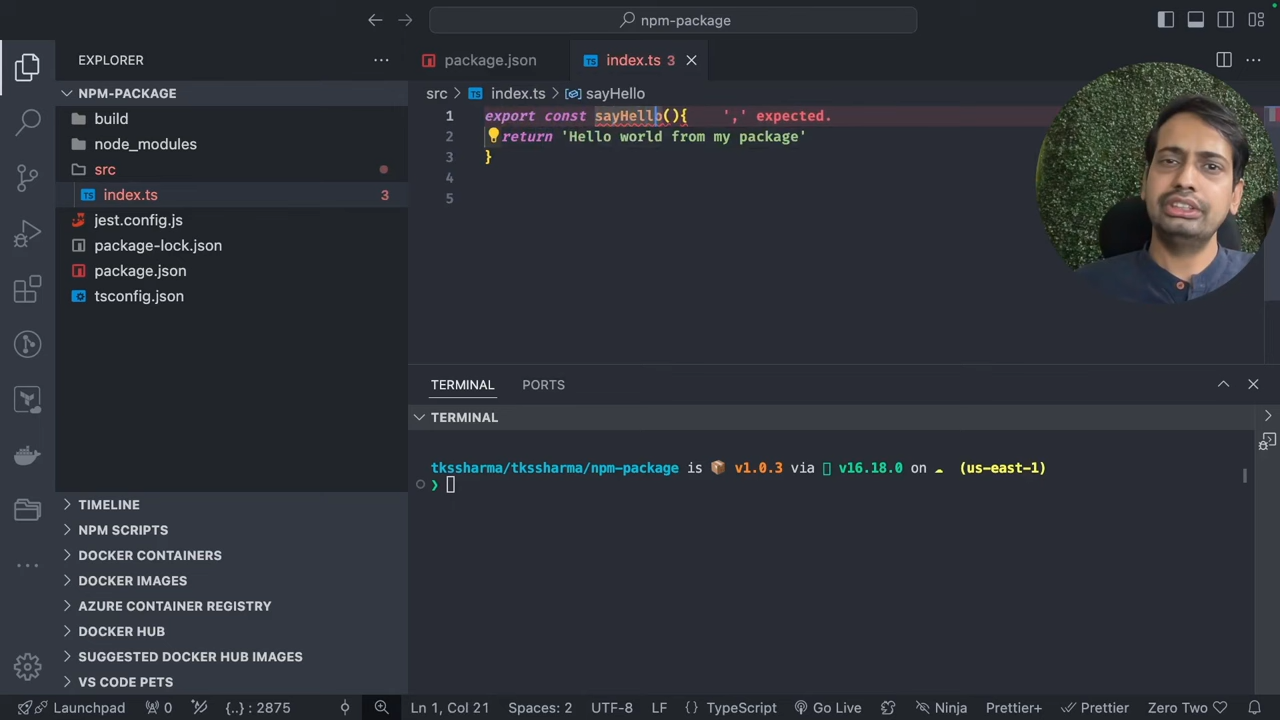 npm-package
EXPLORER
package.json
index.ts 3
NPM-PACKAGE
src > index.ts > sayHello
build
1 export const sayHello(){ ',' expected.
node_modules
2 return 'Hello world from my package'
src
3 }
index.ts 3
4
5
jest.config.js
package-lock.json
package.json
tsconfig.json
TERMINAL PORTS
TERMINAL
tkssharma/tkssharma/npm-package is 📦 v1.0.3 via v16.18.0 on ☁ (us-east-1)
❯
TIMELINE
NPM SCRIPTS
DOCKER CONTAINERS
DOCKER IMAGES
AZURE CONTAINER REGISTRY
DOCKER HUB
SUGGESTED DOCKER HUB IMAGES
VS CODE PETS
Launchpad 0 {..} : 2875 Ln 1, Col 21 Spaces: 2 UTF-8 LF {} TypeScript Go Live Ninja Prettier+ Prettier Zero Two